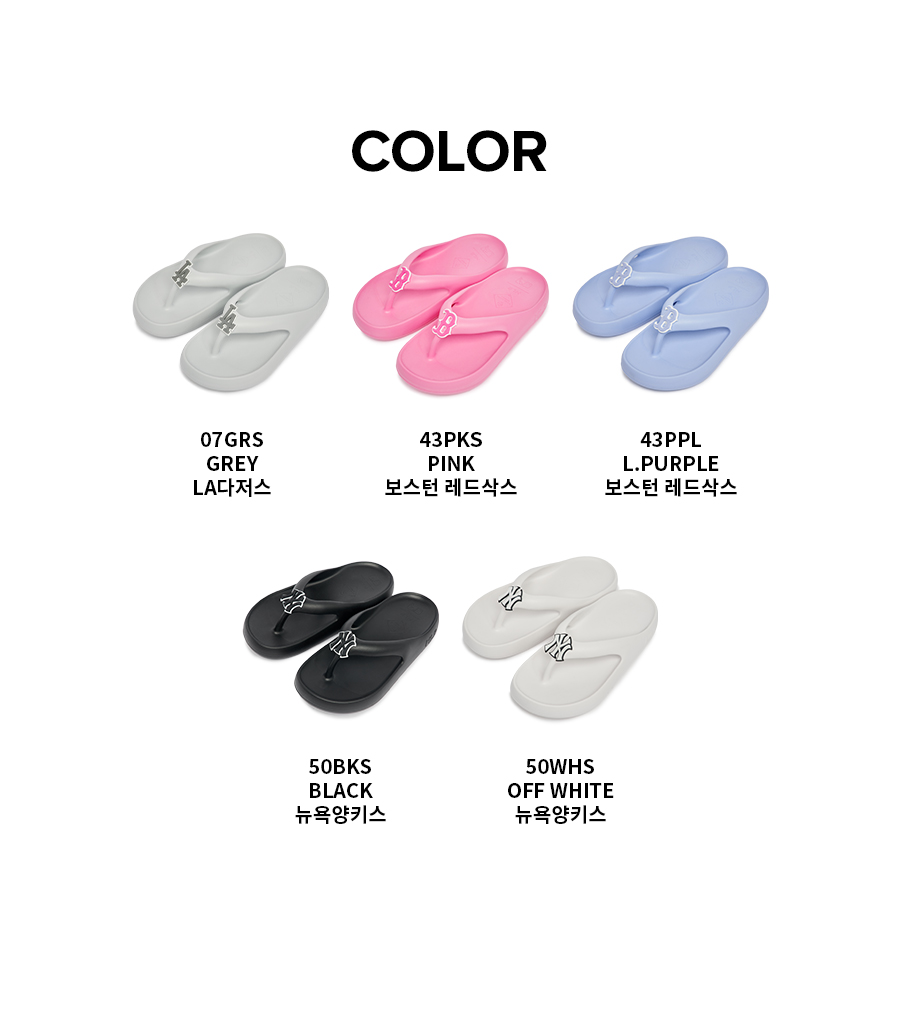 COLOR
07GRS
GREY
LA다저스
43PKS
PINK
보스턴 레드삭스
43PPL
L.PURPLE
보스턴 레드삭스
50BKS
BLACK
뉴욕양키스
50WHS
OFF WHITE
뉴욕양키스